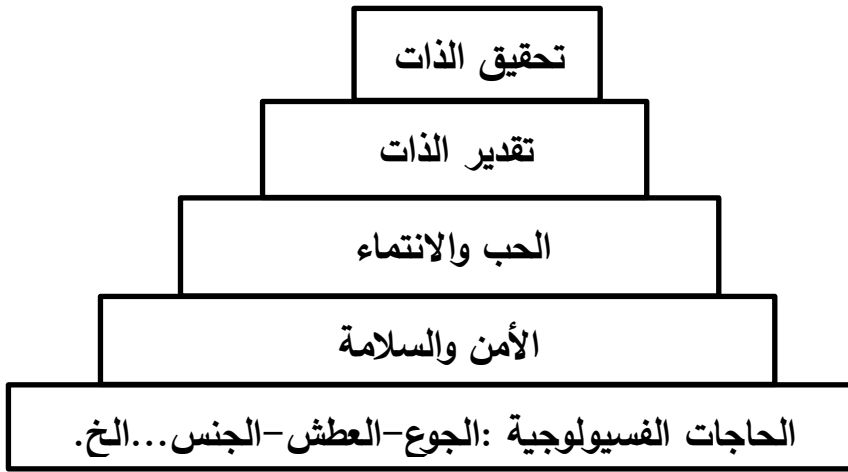 تحقيق الذات
تقدير الذات
الحب والانتماء
الأمن والسلامة
الحاجات الفسيولوجية :الجوع-العطش-الجنس...الخ.